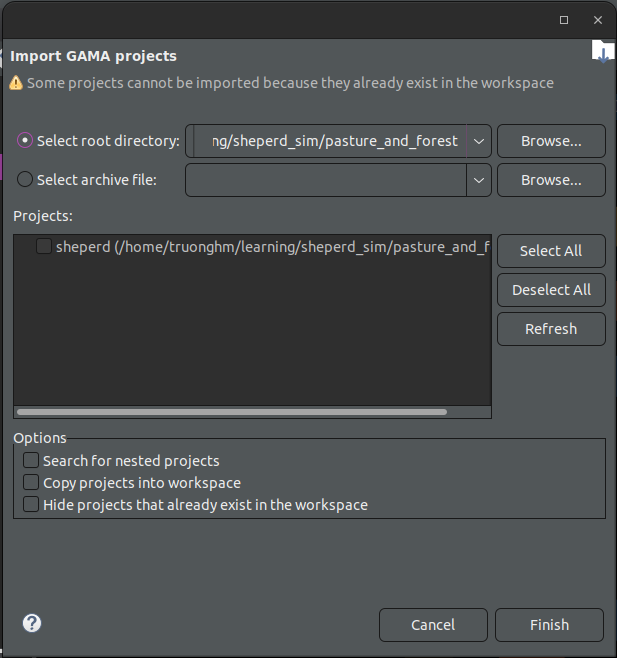 Import GAMA projects
Some projects cannot be imported because they already exist in the workspace
Select root directory: ng/sheperd_sim/pasture_and_forest Browse...
Select archive file: Browse...
Projects:
sheperd (/home/truonghm/learning/sheperd_sim/pasture_and_f
Select All
Deselect All
Refresh
Options
Search for nested projects
Copy projects into workspace
Hide projects that already exist in the workspace
? Cancel Finish